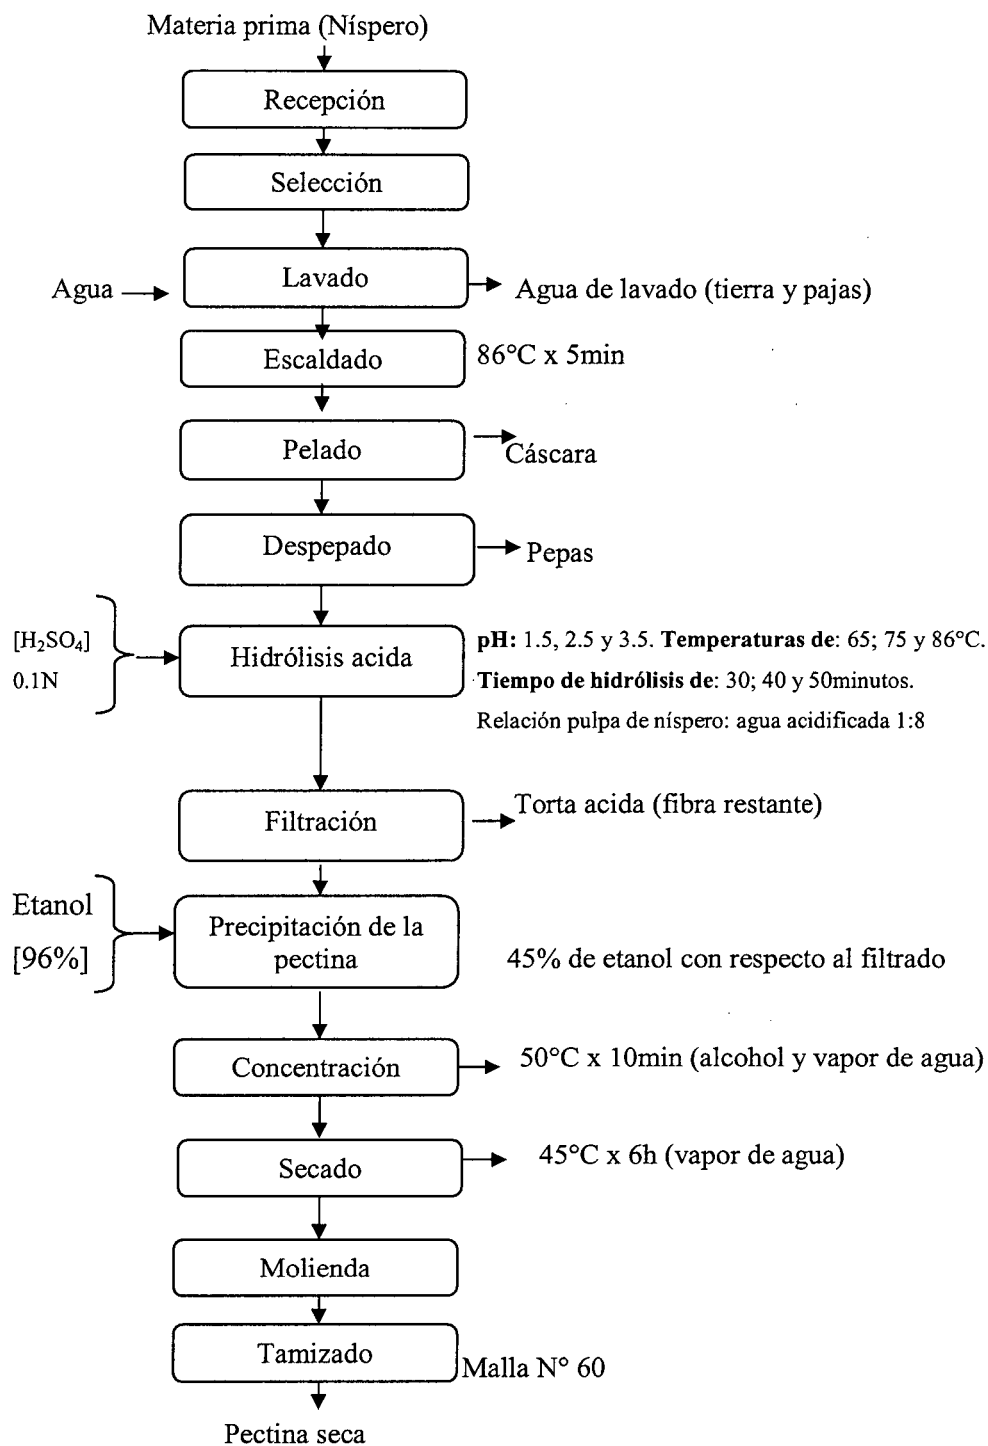 Materia prima (Níspero)
Recepción
Selección
Lavado
Agua
Agua de lavado (tierra y pajas)
Escaldado
86°C x 5min
Pelado
Cáscara
Despepado
Pepas
[H₂SO₄]
0.1N
Hidrólisis acida
pH: 1.5, 2.5 y 3.5. Temperaturas de: 65; 75 y 86°C.
Tiempo de hidrólisis de: 30; 40 y 50minutos.
Relación pulpa de níspero: agua acidificada 1:8
Filtración
Torta acida (fibra restante)
Etanol
[96%]
Precipitación de la
pectina
45% de etanol con respecto al filtrado
Concentración
50°C x 10min (alcohol y vapor de agua)
Secado
45°C x 6h (vapor de agua)
Molienda
Tamizado
Malla N° 60
Pectina seca